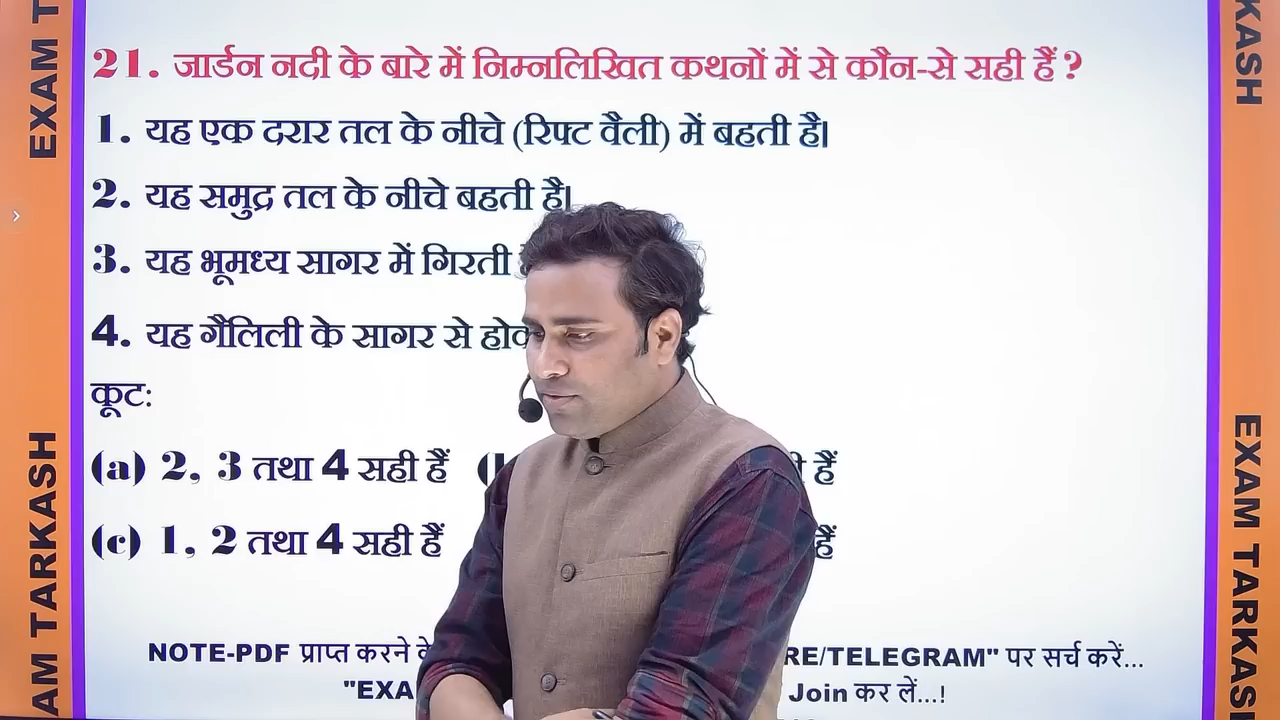 EXAM T
AM TARKASH
21. जार्डन नदी के बारे में निम्नलिखित कथनों में से कौन-से सही हैं ?
1. यह एक दरार तल के नीचे (रिफ्ट वैली) में बहती है।
2. यह समुद्र तल के नीचे बहती है।
3. यह भूमध्य सागर में गिरती
4. यह गैलिली के सागर से
कूटः
(a) 2, 3 तथा 4 सही हैं हैं
(c) 1, 2 तथा 4 सही हैं हैं
NOTE-PDF प्राप्त करने RE/TELEGRAM" पर सर्च करें...
"EXA Join कर लें...!
KASH
EXAM TARKASH